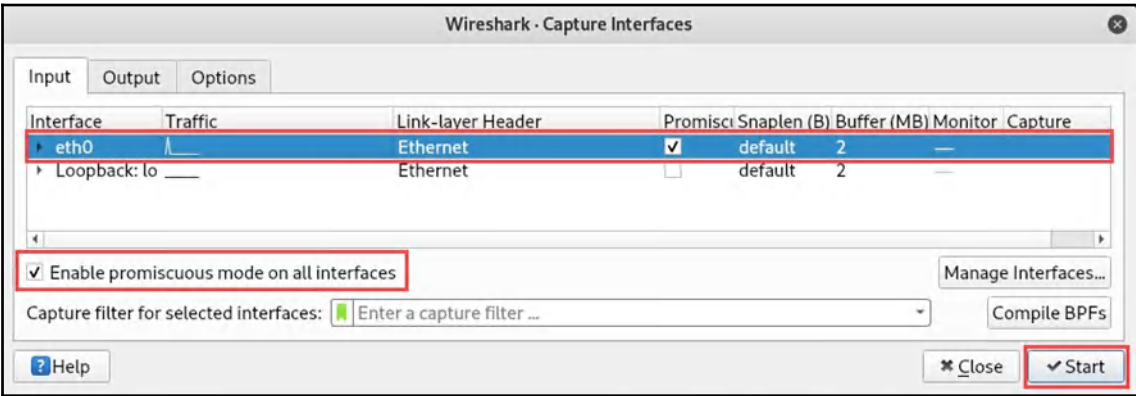 Wireshark · Capture Interfaces
Input Output Options
Interface Traffic Link-layer Header Promisci Snaplen (B) Buffer (MB) Monitor Capture
eth0 Ethernet default 2 —
Loopback: lo Ethernet default 2 —
Enable promiscuous mode on all interfaces Manage Interfaces...
Capture filter for selected interfaces: Enter a capture filter ... Compile BPFs
Help Close Start